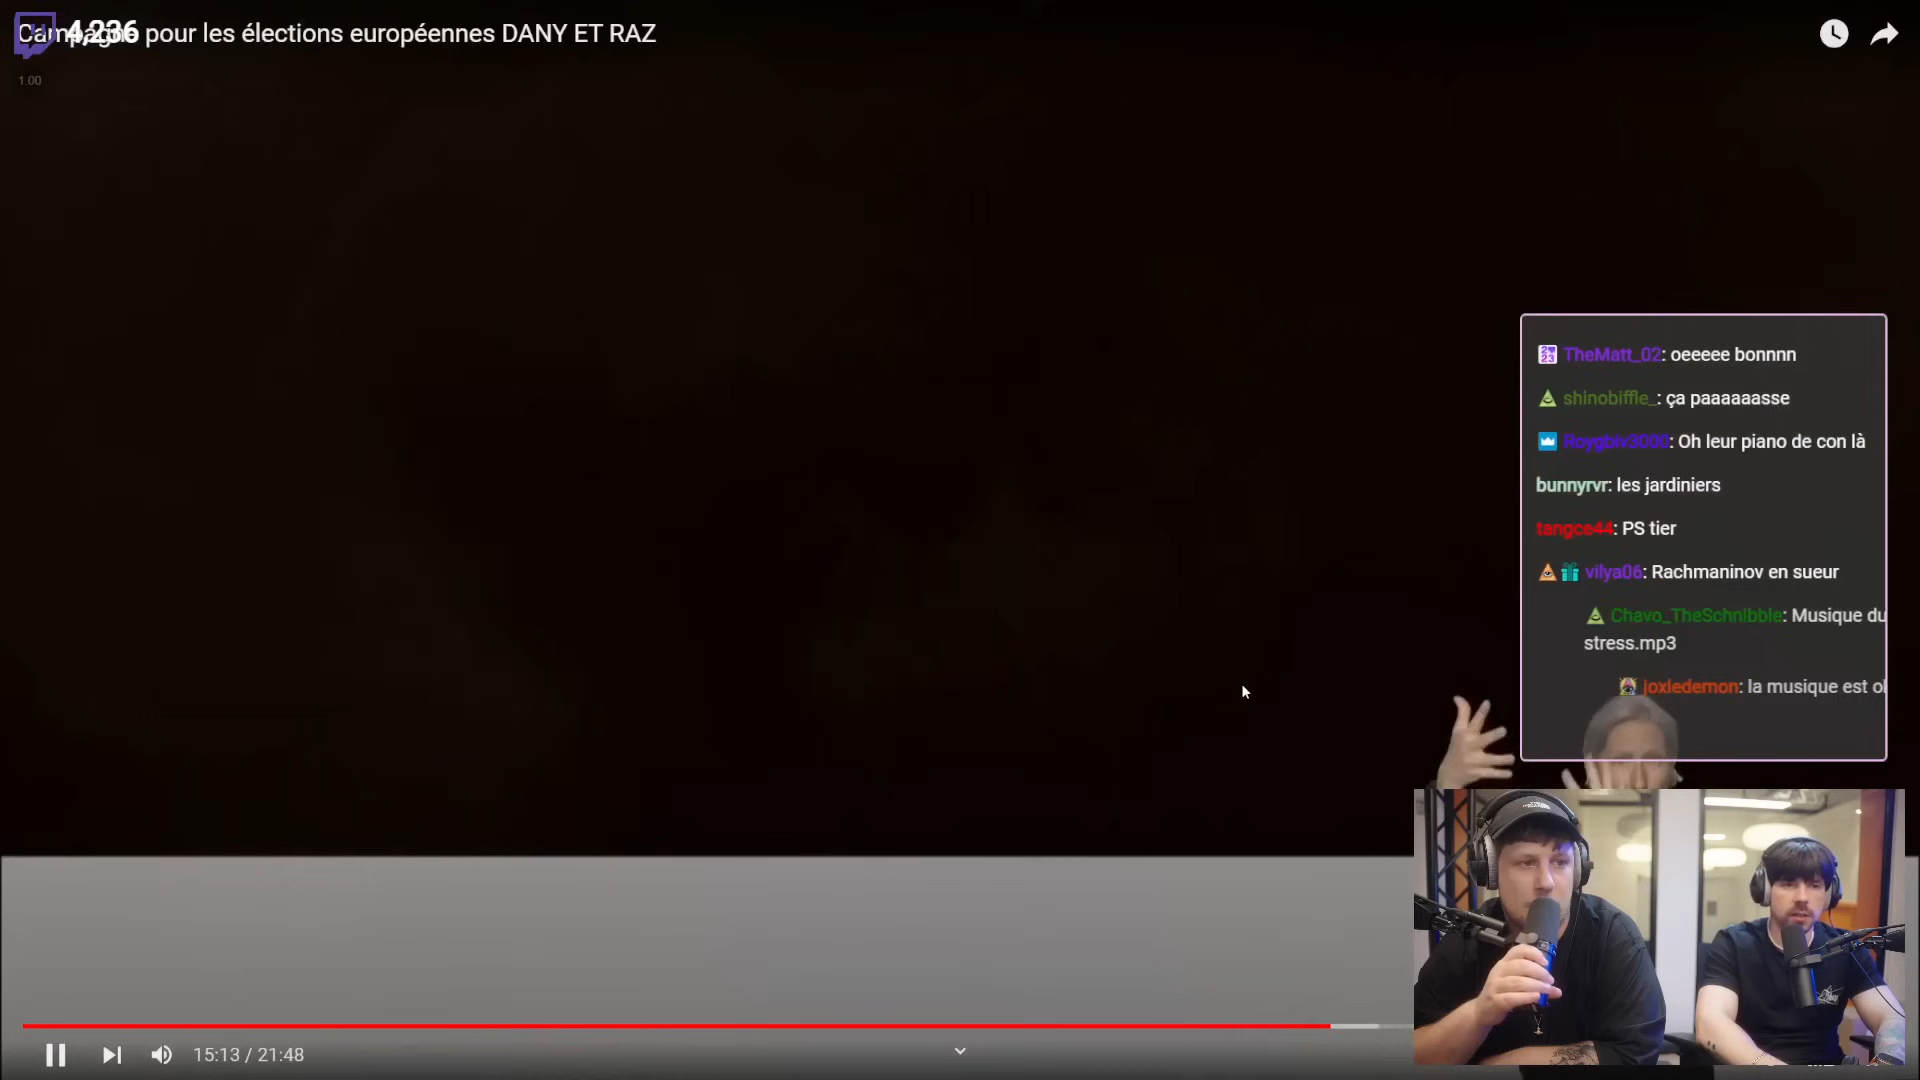 Campagne pour les élections européennes DANY ET RAZ
4,236
1.00
TheMatt_02: oeeeee bonnnn
shinobiffle_: ça paaaaaasse
Roygbiv3000: Oh leur piano de con là
bunnyrvr: les jardiniers
tangce44: PS tier
vilya06: Rachmaninov en sueur
Chavo_TheSchnibble: Musique du
stress.mp3
joxledemon: la musique est
15:13 / 21:48